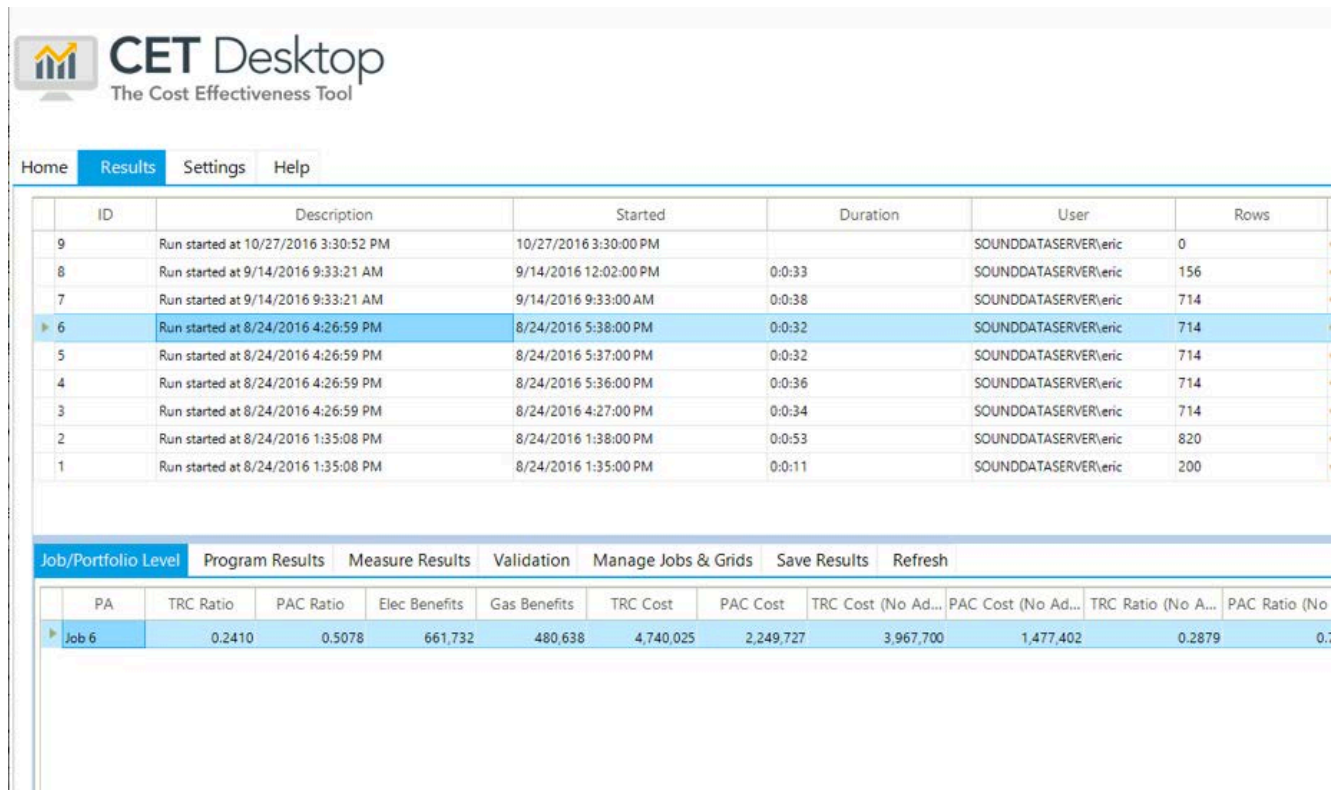 CET Desktop
The Cost Effectiveness Tool
Home Results Settings Help
ID Description Started Duration User Rows
9 Run started at 10/27/2016 3:30:52 PM 10/27/2016 3:30:00 PM SOUNDDATASERVER\eric 0
8 Run started at 9/14/2016 9:33:21 AM 9/14/2016 12:02:00 PM 0:0:33 SOUNDDATASERVER\eric 156
7 Run started at 9/14/2016 9:33:21 AM 9/14/2016 9:33:00 AM 0:0:38 SOUNDDATASERVER\eric 714
6 Run started at 8/24/2016 4:26:59 PM 8/24/2016 5:38:00 PM 0:0:32 SOUNDDATASERVER\eric 714
5 Run started at 8/24/2016 4:26:59 PM 8/24/2016 5:37:00 PM 0:0:32 SOUNDDATASERVER\eric 714
4 Run started at 8/24/2016 4:26:59 PM 8/24/2016 5:36:00 PM 0:0:36 SOUNDDATASERVER\eric 714
3 Run started at 8/24/2016 4:26:59 PM 8/24/2016 4:27:00 PM 0:0:34 SOUNDDATASERVER\eric 714
2 Run started at 8/24/2016 1:35:08 PM 8/24/2016 1:38:00 PM 0:0:53 SOUNDDATASERVER\eric 820
1 Run started at 8/24/2016 1:35:08 PM 8/24/2016 1:35:00 PM 0:0:11 SOUNDDATASERVER\eric 200
Job/Portfolio Level Program Results Measure Results Validation Manage Jobs & Grids Save Results Refresh
PA TRC Ratio PAC Ratio Elec Benefits Gas Benefits TRC Cost PAC Cost TRC Cost (No Ad... PAC Cost (No Ad... TRC Ratio (No A... PAC Ratio (No
Job 6 0.2410 0.5078 661,732 480,638 4,740,025 2,249,727 3,967,700 1,477,402 0.2879 0.7